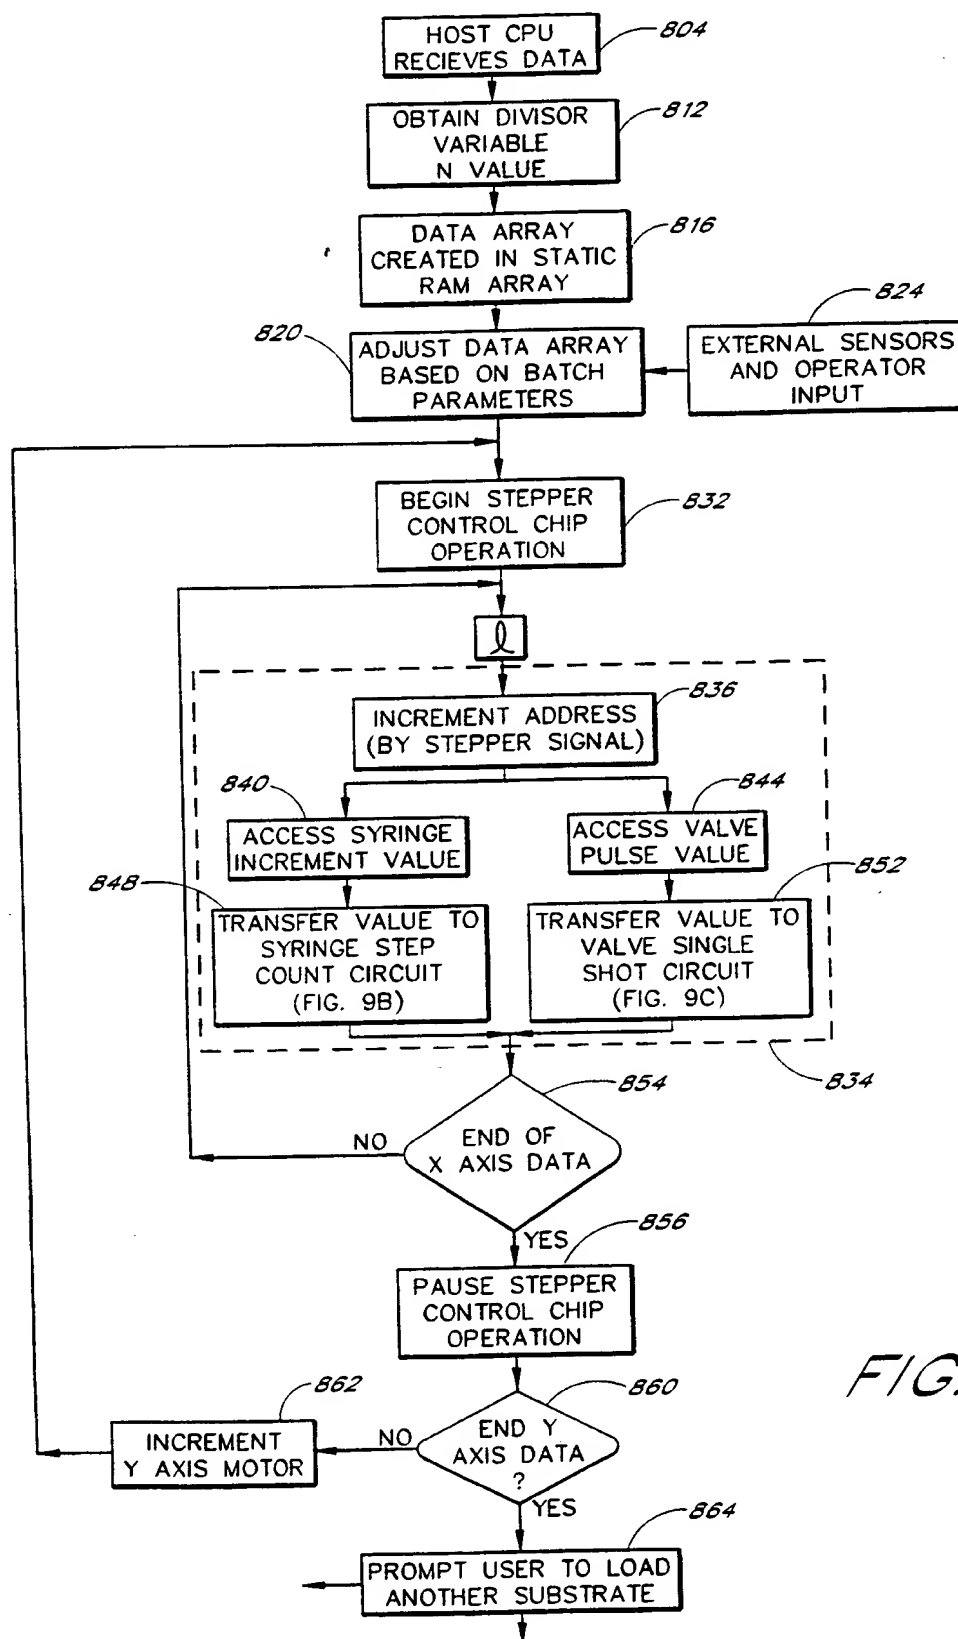 HOST CPU
RECIEVES DATA
804
OBTAIN DIVISOR
VARIABLE
N VALUE
812
DATA ARRAY
CREATED IN STATIC
RAM ARRAY
816
820
ADJUST DATA ARRAY
BASED ON BATCH
PARAMETERS
824
EXTERNAL SENSORS
AND OPERATOR
INPUT
BEGIN STEPPER
CONTROL CHIP
OPERATION
832
l
836
INCREMENT ADDRESS
(BY STEPPER SIGNAL)
840
ACCESS SYRINGE
INCREMENT VALUE
844
ACCESS VALVE
PULSE VALUE
848
TRANSFER VALUE TO
SYRINGE STEP
COUNT CIRCUIT
(FIG. 9B)
852
TRANSFER VALUE TO
VALVE SINGLE
SHOT CIRCUIT
(FIG. 9C)
834
854
END OF
X AXIS DATA
NO
YES
856
PAUSE STEPPER
CONTROL CHIP
OPERATION
860
END Y
AXIS DATA
?
NO
862
INCREMENT
Y AXIS MOTOR
YES
864
PROMPT USER TO LOAD
ANOTHER SUBSTRATE
FIG.